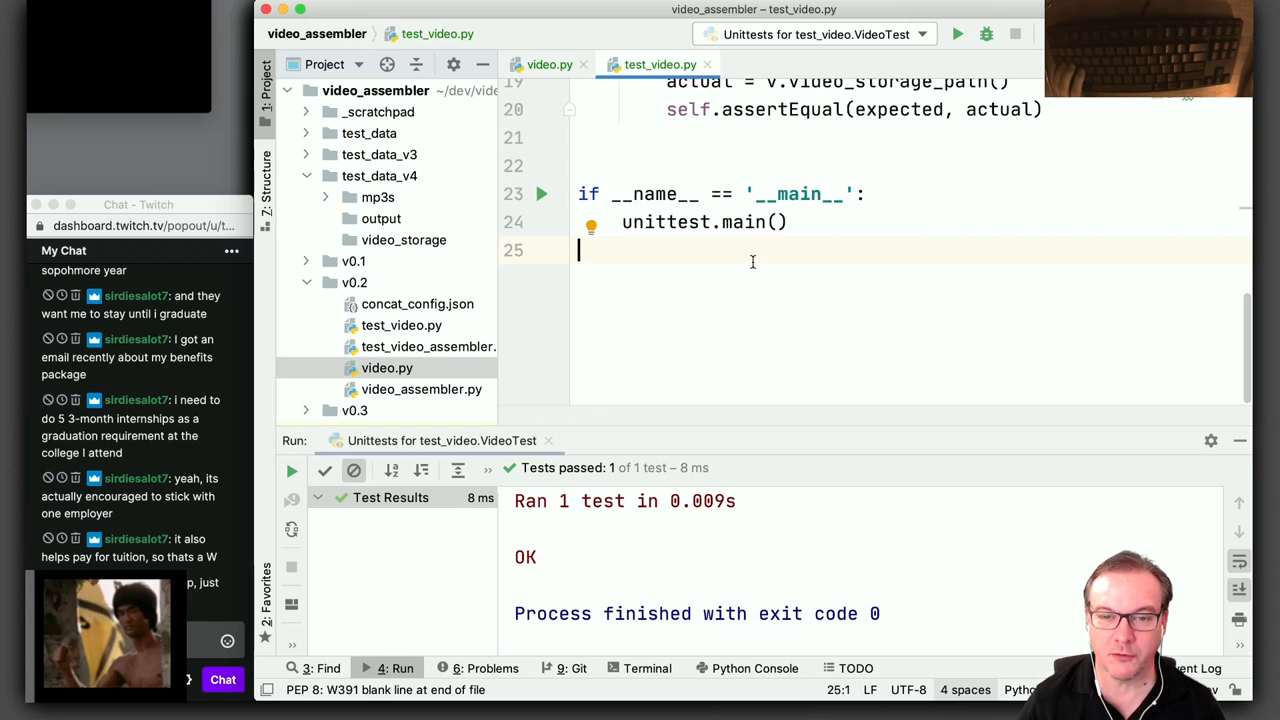 video_assembler – test_video.py
video_assembler
test_video.py
Unittests for test_video.VideoTest
1: Project
7: Structure
2: Favorites
Project
video.py
test_video.py
video_assembler ~/dev/vide
_scratchpad
test_data
test_data_v3
test_data_v4
mp3s
output
video_storage
v0.1
v0.2
concat_config.json
test_video.py
test_video_assembler.
video.py
video_assembler.py
v0.3
19 actual = v.video_storage_path()
20 self.assertEqual(expected, actual)
21
22
23 if __name__ == '__main__':
24 unittest.main()
25
Chat - Twitch
dashboard.twitch.tv/popout/u/t...
My Chat
sopohmore year
sirdiesalot7: and they
want me to stay until i graduate
sirdiesalot7: I got an
email recently about my benefits
package
sirdiesalot7: i need to
do 5 3-month internships as a
graduation requirement at the
college I attend
sirdiesalot7: yeah, its
actually encouraged to stick with
one employer
sirdiesalot7: it also
helps pay for tuition, so thats a W
p, just
Chat
Run:
Unittests for test_video.VideoTest
Tests passed: 1 of 1 test – 8 ms
Test Results 8 ms
Ran 1 test in 0.009s
OK
Process finished with exit code 0
3: Find
4: Run
6: Problems
9: Git
Terminal
Python Console
TODO
vent Log
PEP 8: W391 blank line at end of file
25:1
LF
UTF-8
4 spaces
Pytho